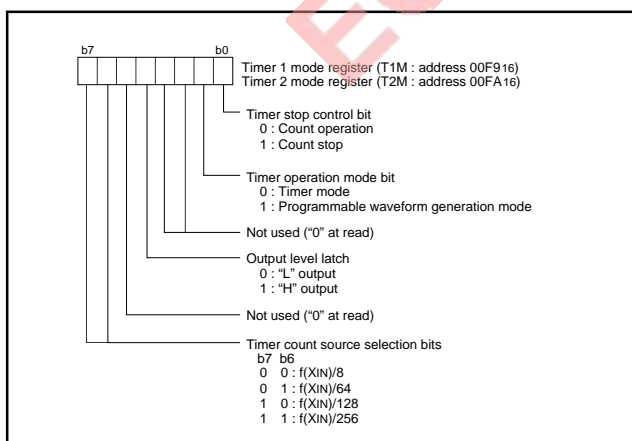 b7 b0
Timer 1 mode register (T1M : address 00F916)
Timer 2 mode register (T2M : address 00FA16)
Timer stop control bit
0 : Count operation
1 : Count stop
Timer operation mode bit
0 : Timer mode
1 : Programmable waveform generation mode
Not used (“0” at read)
Output level latch
0 : “L” output
1 : “H” output
Not used (“0” at read)
Timer count source selection bits
b7 b6
0 0 : f(XIN)/8
0 1 : f(XIN)/64
1 0 : f(XIN)/128
1 1 : f(XIN)/256